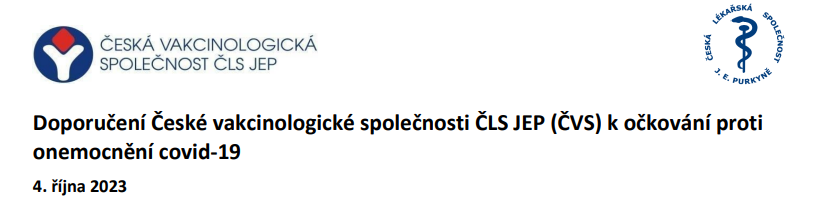 ČESKÁ VAKCINOLOGICKÁ
SPOLEČNOST ČLS JEP
ČESKÁ LÉKAŘSKÁ SPOLEČNOST
J. E. PURKYNĚ
Doporučení České vakcinologické společnosti ČLS JEP (ČVS) k očkování proti
onemocnění covid-19
4. října 2023